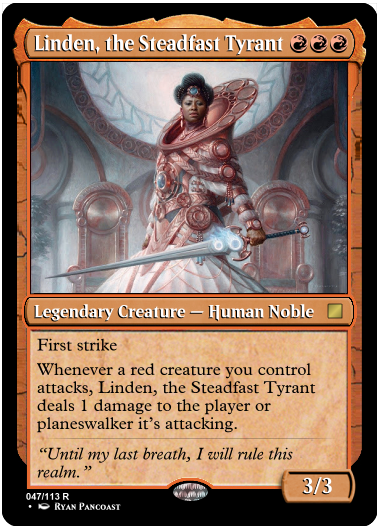 Linden, the Steadfast Tyrant
Legendary Creature — Human Noble
First strike
Whenever a red creature you control
attacks, Linden, the Steadfast Tyrant
deals 1 damage to the player or
planeswalker it's attacking.
"Until my last breath, I will rule this
realm."
3/3
047/113 R
• Ryan Pancoast